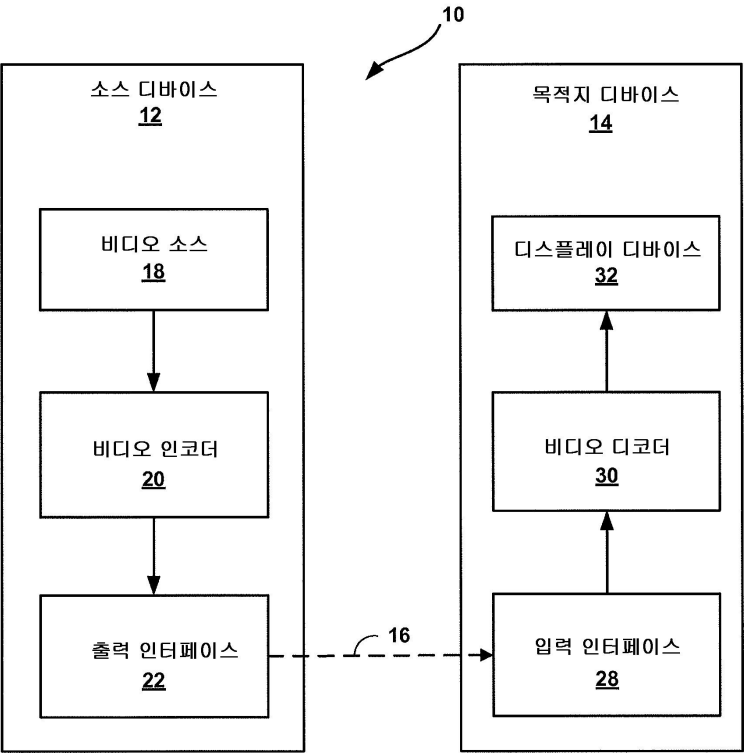 10
소스 디바이스
12
비디오 소스
18
비디오 인코더
20
출력 인터페이스
22
16
목적지 디바이스
14
디스플레이 디바이스
32
비디오 디코더
30
입력 인터페이스
28